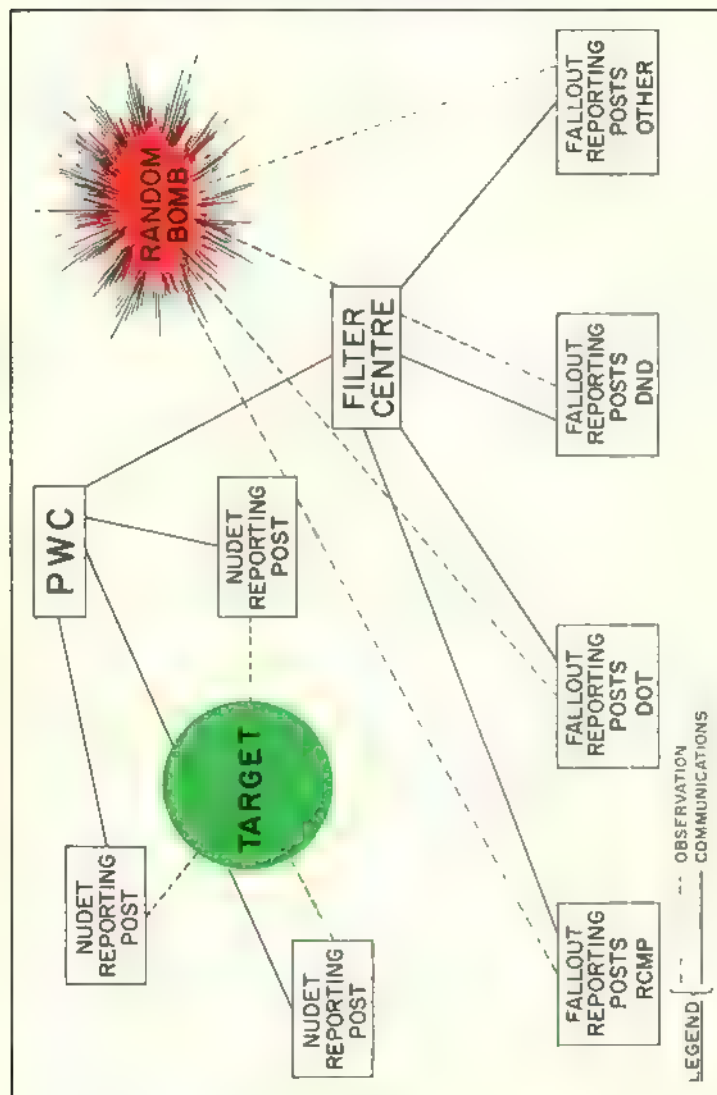 PWC
RANDOM
BOMB
NUDET
REPORTING
POST
NUDET
REPORTING
POST
TARGET
NUDET
REPORTING
POST
FILTER
CENTRE
FALLOUT
REPORTING
POSTS
RCMP
FALLOUT
REPORTING
POSTS
DOT
FALLOUT
REPORTING
POSTS
DND
FALLOUT
REPORTING
POSTS
OTHER
LEGEND
OBSERVATION
COMMUNICATIONS